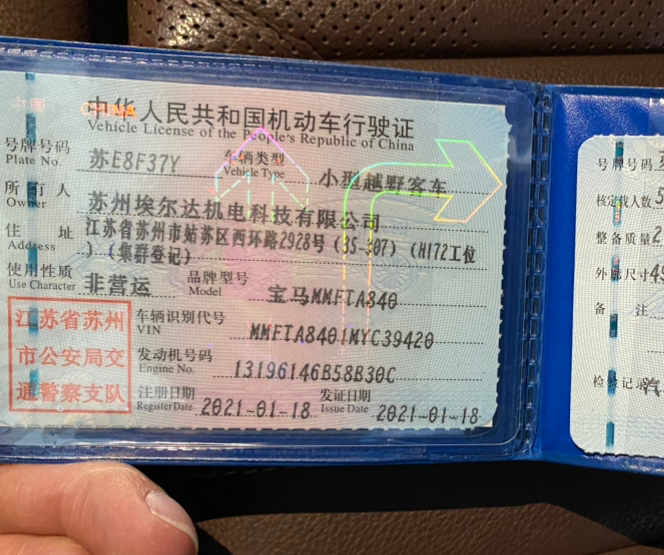 中国 CHINA
中华人民共和国机动车行驶证
Vehicle License of the People's Republic of China
号牌号码 苏E8F37Y 车辆类型 小型越野客车
Plate No. Vehicle Type
所有人 苏州埃尔达机电科技有限公司
Owner
住址 江苏省苏州市姑苏区西环路2928号（35-307）（H172工位
Address ）（集群登记）
使用性质 非营运 品牌型号 宝马MMFTA840
Use Character Model
江苏省苏州
市公安局交
通警察支队
车辆识别代号 MMFTA8401MYC39420
VIN
发动机号码 13196146B58B30C
Engine No.
注册日期 2021-01-18 发证日期 2021-01-18
Register Date Issue Date
号牌号码
核定载人数 5
整备质量 2
外廓尺寸 49
备注
检验记录